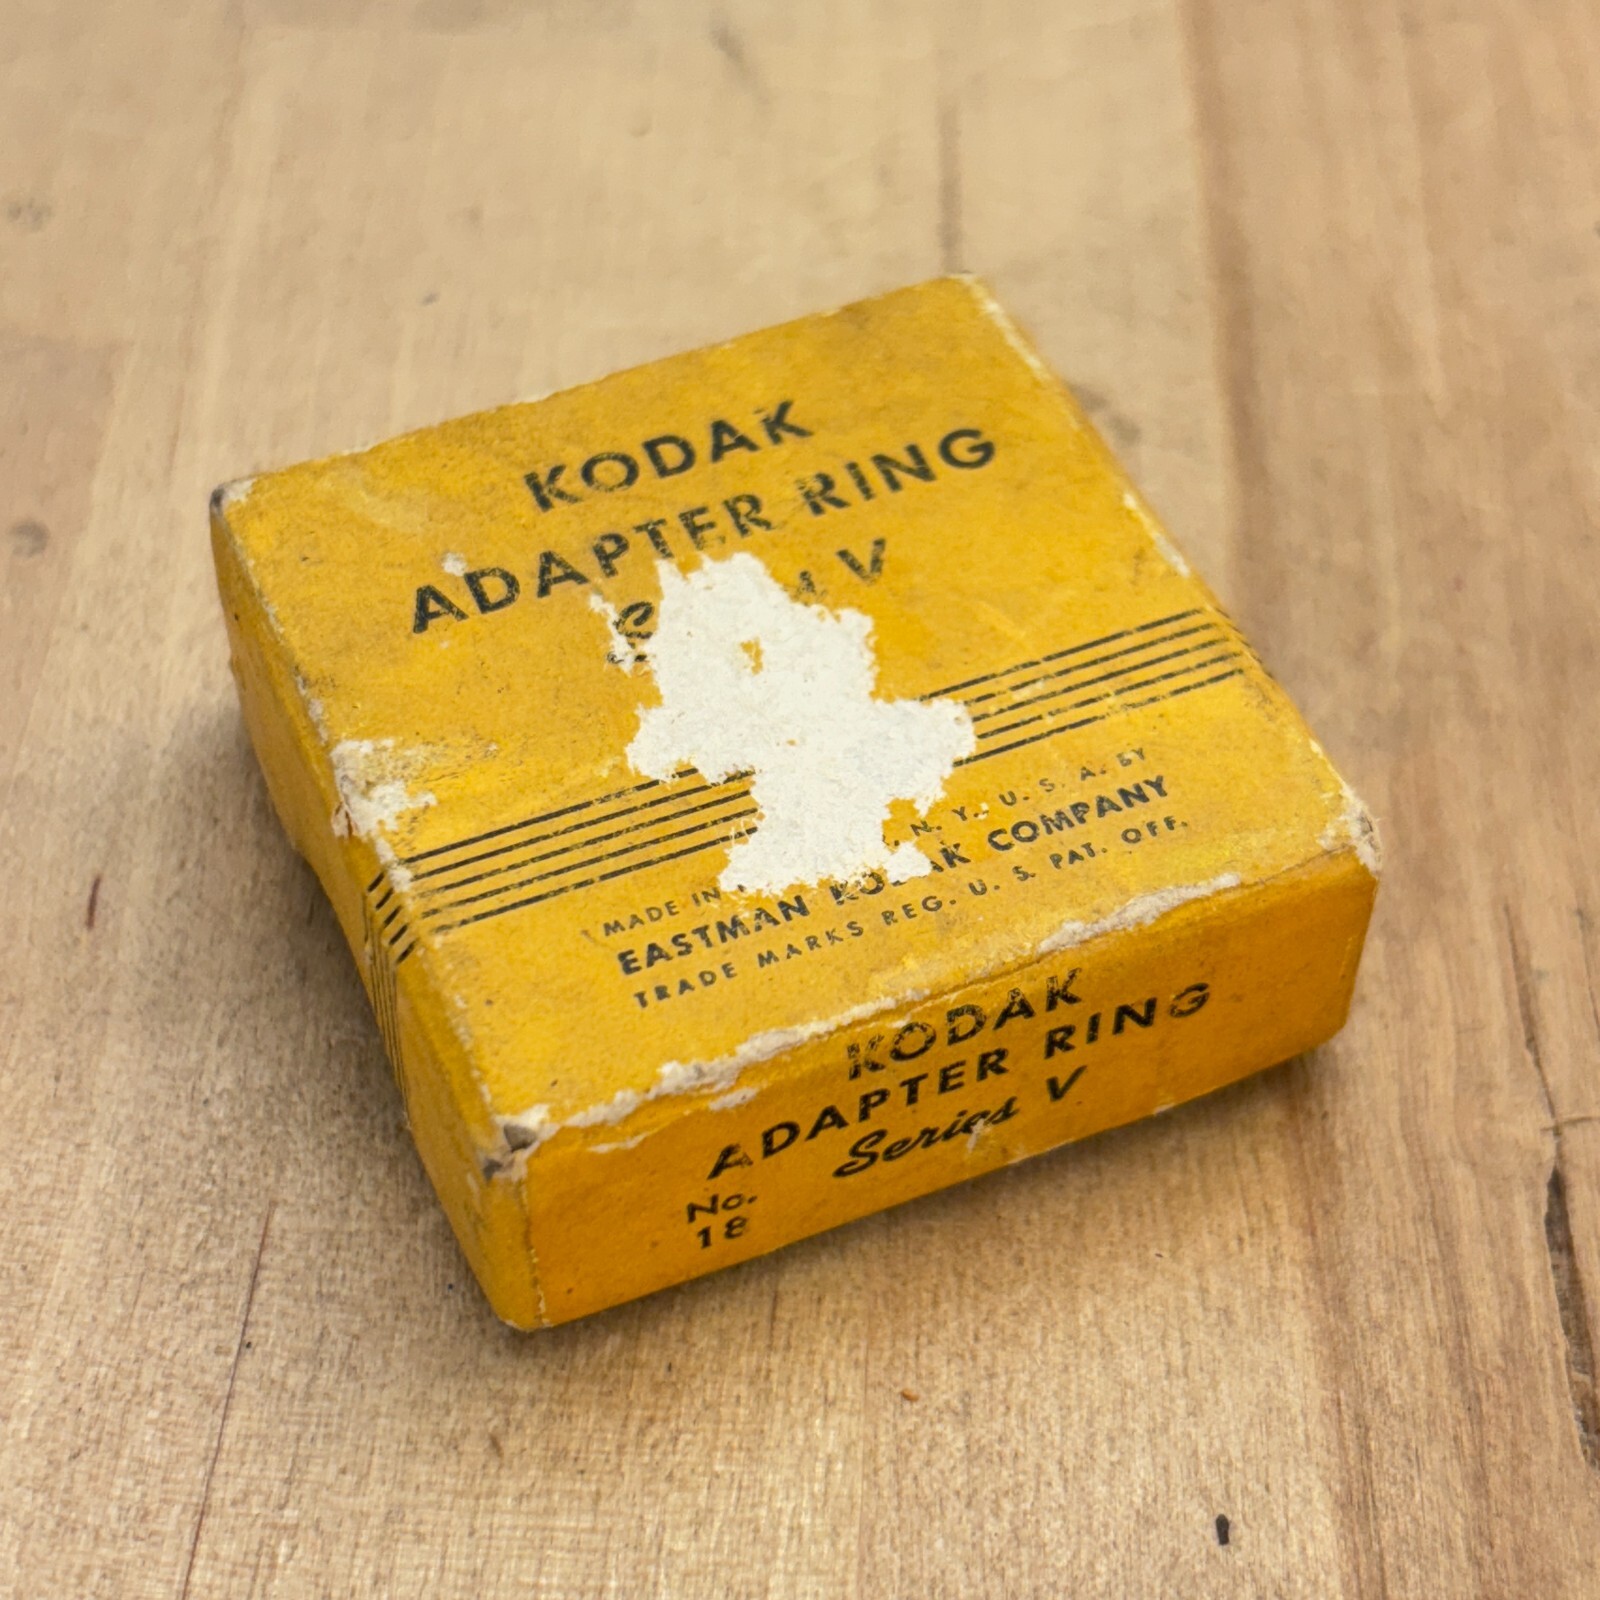 KODAK
ADAPTER RING
V
MADE IN N. Y. U. S. A. BY
EASTMAN KODAK COMPANY
TRADE MARKS REG. U. S. PAT. OFF.
KODAK
ADAPTER RING
Series V
No.
18